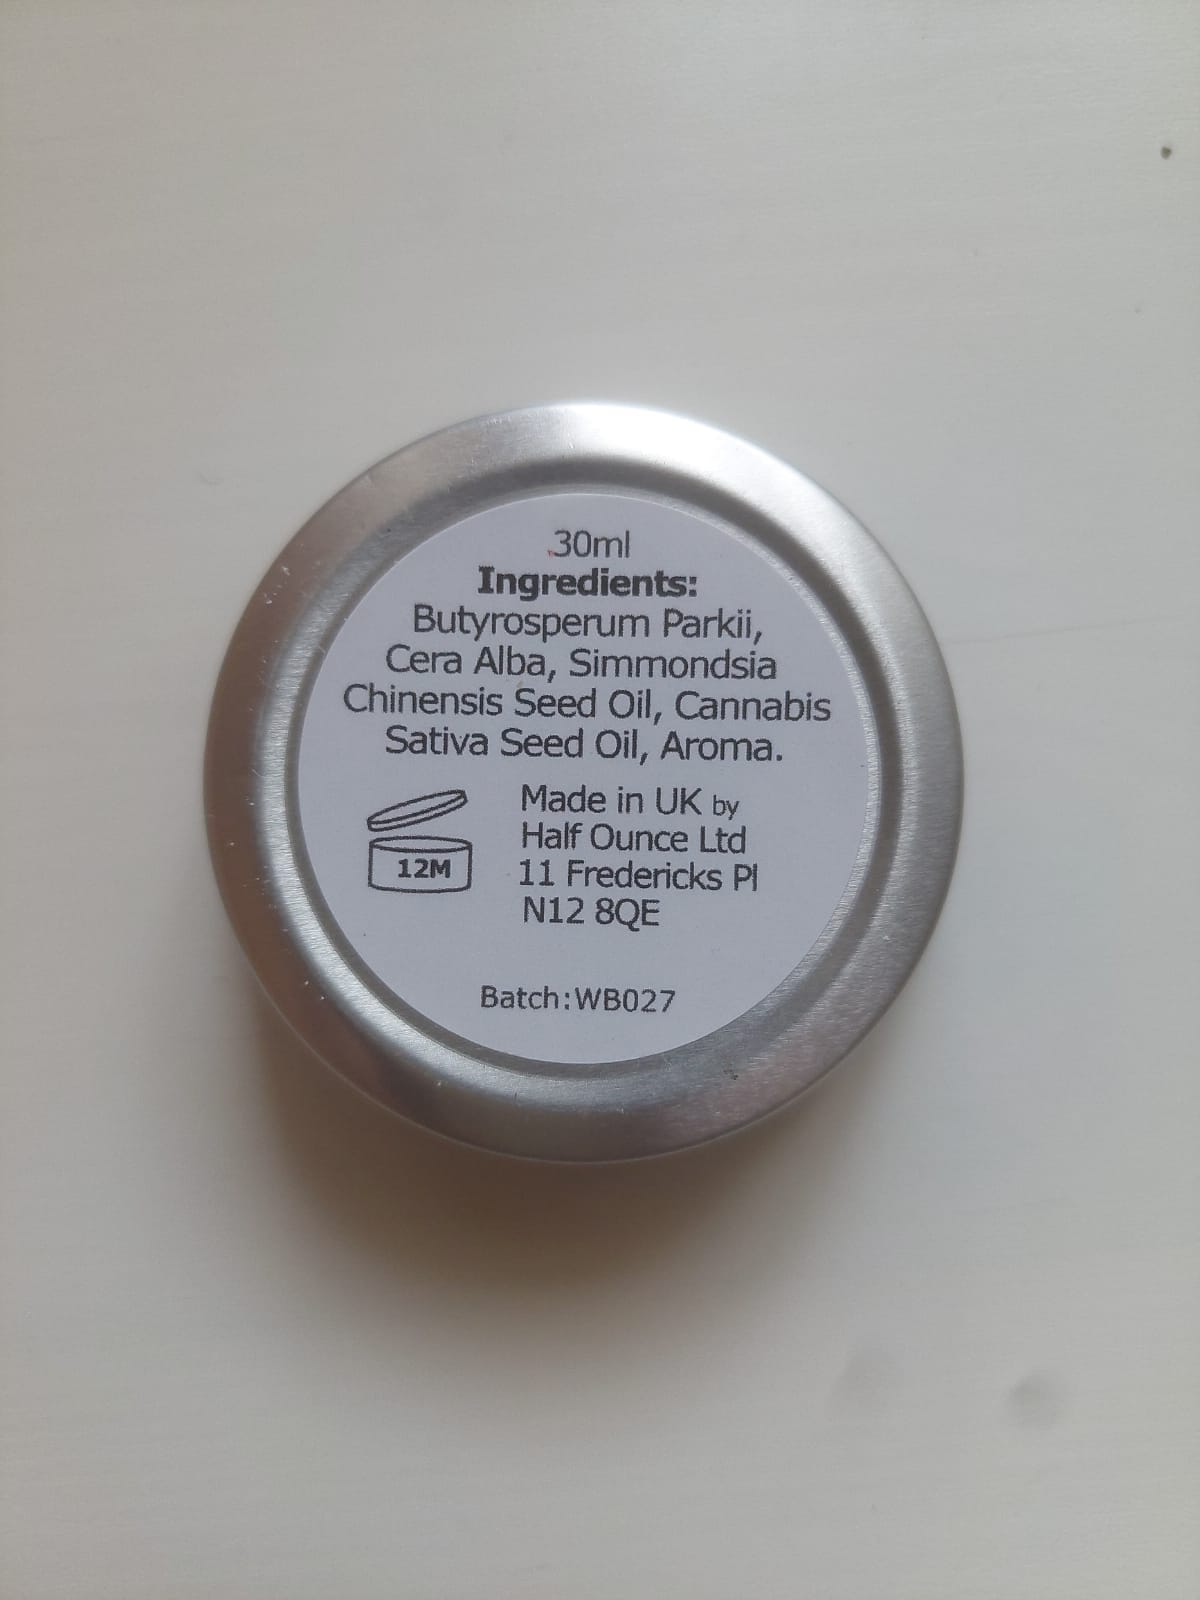 30ml
Ingredients:
Butyrosperum Parkii,
Cera Alba, Simmondsia
Chinensis Seed Oil, Cannabis
Sativa Seed Oil, Aroma.
12M
Made in UK by
Half Ounce Ltd
11 Fredericks Pl
N12 8QE
Batch:WB027